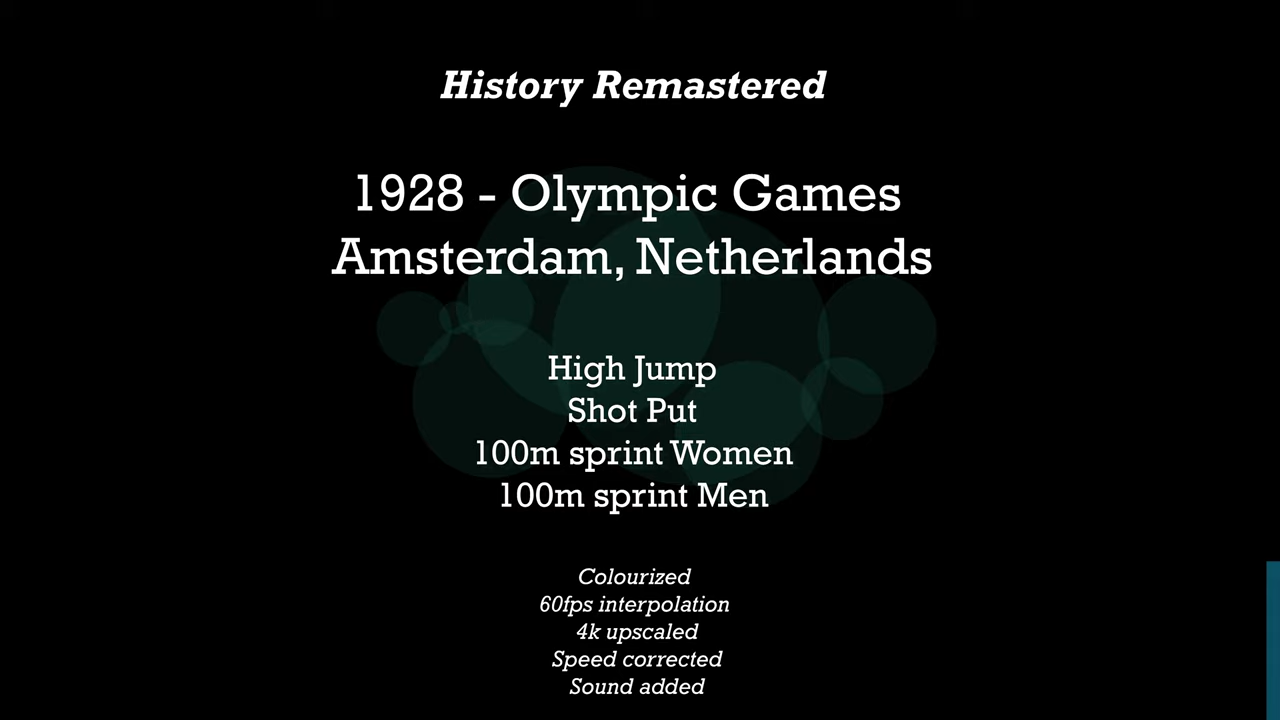 History Remastered
1928 - Olympic Games
Amsterdam, Netherlands
High Jump
Shot Put
100m sprint Women
100m sprint Men
Colourized
60fps interpolation
4k upscaled
Speed corrected
Sound added